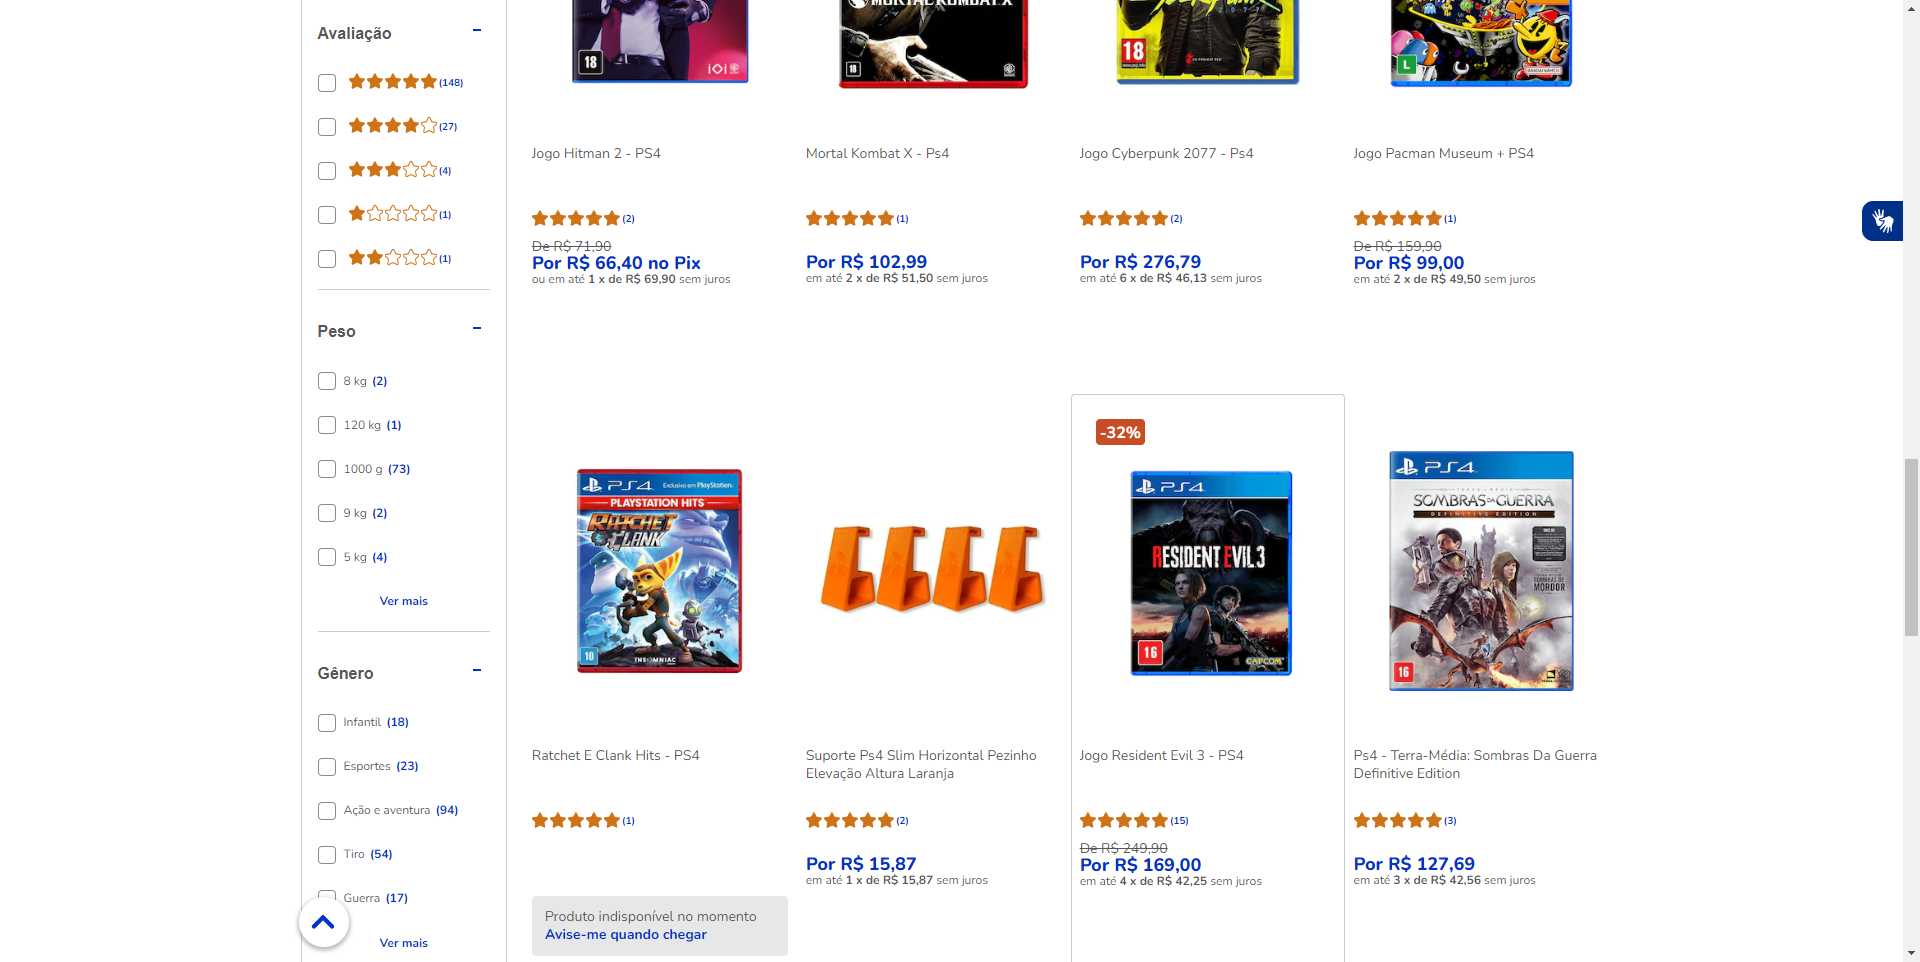 Avaliação
(148)
(27)
(4)
(1)
(1)
Peso
8 kg (2)
120 kg (1)
1000 g (73)
9 kg (2)
5 kg (4)
Ver mais
Gênero
Infantil (18)
Esportes (23)
Ação e aventura (94)
Tiro (54)
Guerra (17)
Ver mais
18
IOI
MORTAL KOMBAT X
18
2077
18
L
Jogo Hitman 2 - PS4
(2)
De R$ 71,90
Por R$ 66,40 no Pix
ou em até 1 x de R$ 69,90 sem juros
Mortal Kombat X - Ps4
(1)
Por R$ 102,99
em até 2 x de R$ 51,50 sem juros
Jogo Cyberpunk 2077 - Ps4
(2)
Por R$ 276,79
em até 6 x de R$ 46,13 sem juros
Jogo Pacman Museum + PS4
(1)
De R$ 159,90
Por R$ 99,00
em até 2 x de R$ 49,50 sem juros
PS4 Exclusivo em PlayStation.
PLAYSTATION HITS
RATCHET
CLANK
10
INSOMNIAC
Ratchet E Clank Hits - PS4
(1)
Produto indisponível no momento
Avise-me quando chegar
Suporte Ps4 Slim Horizontal Pezinho
Elevação Altura Laranja
(2)
Por R$ 15,87
em até 1 x de R$ 15,87 sem juros
-32%
PS4
RESIDENT EVIL 3
16
CAPCOM
Jogo Resident Evil 3 - PS4
(15)
De R$ 249,90
Por R$ 169,00
em até 4 x de R$ 42,25 sem juros
PS4
TERRA-MÉDIA
SOMBRAS DA GUERRA
DEFINITIVE EDITION
SOMBRAS DE
MORDOR
16
Ps4 - Terra-Média: Sombras Da Guerra
Definitive Edition
(3)
Por R$ 127,69
em até 3 x de R$ 42,56 sem juros